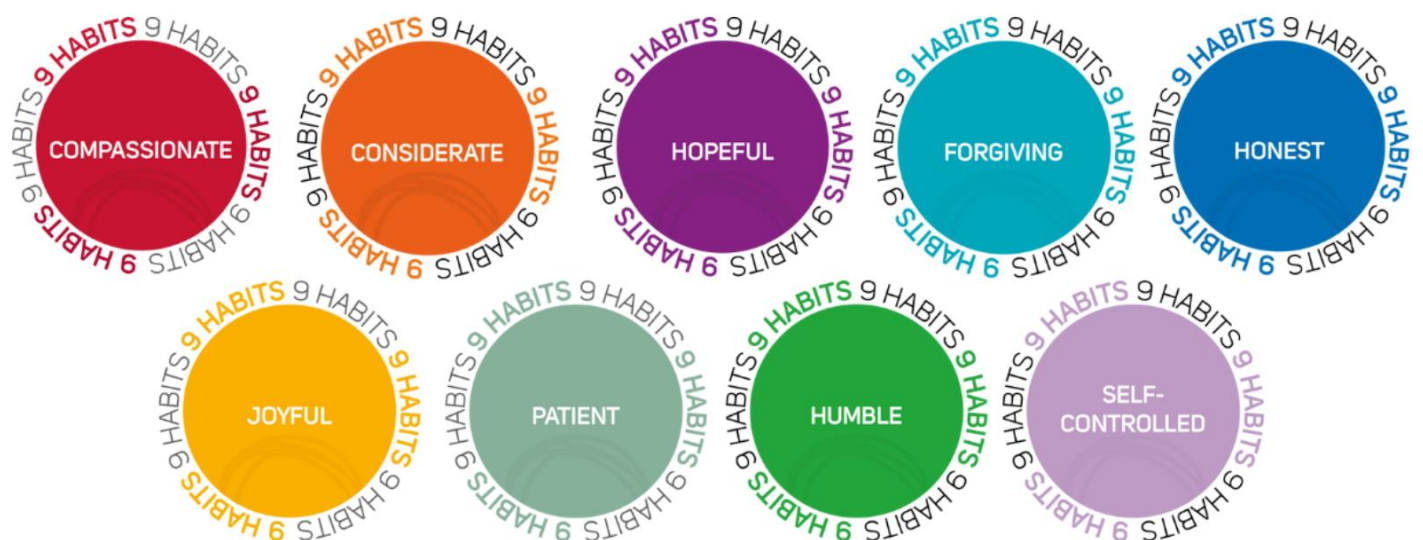 9 HABITS 9 HABITS 9 HABITS 9 HABITS 9 HABITS 9 HABITS
COMPASSIONATE
9 HABITS 9 HABITS 9 HABITS 9 HABITS 9 HABITS 9 HABITS
CONSIDERATE
9 HABITS 9 HABITS 9 HABITS 9 HABITS 9 HABITS 9 HABITS
HOPEFUL
9 HABITS 9 HABITS 9 HABITS 9 HABITS 9 HABITS 9 HABITS
FORGIVING
9 HABITS 9 HABITS 9 HABITS 9 HABITS 9 HABITS 9 HABITS
HONEST
9 HABITS 9 HABITS 9 HABITS 9 HABITS 9 HABITS 9 HABITS
JOYFUL
9 HABITS 9 HABITS 9 HABITS 9 HABITS 9 HABITS 9 HABITS
PATIENT
9 HABITS 9 HABITS 9 HABITS 9 HABITS 9 HABITS 9 HABITS
HUMBLE
9 HABITS 9 HABITS 9 HABITS 9 HABITS 9 HABITS 9 HABITS
SELF-
CONTROLLED